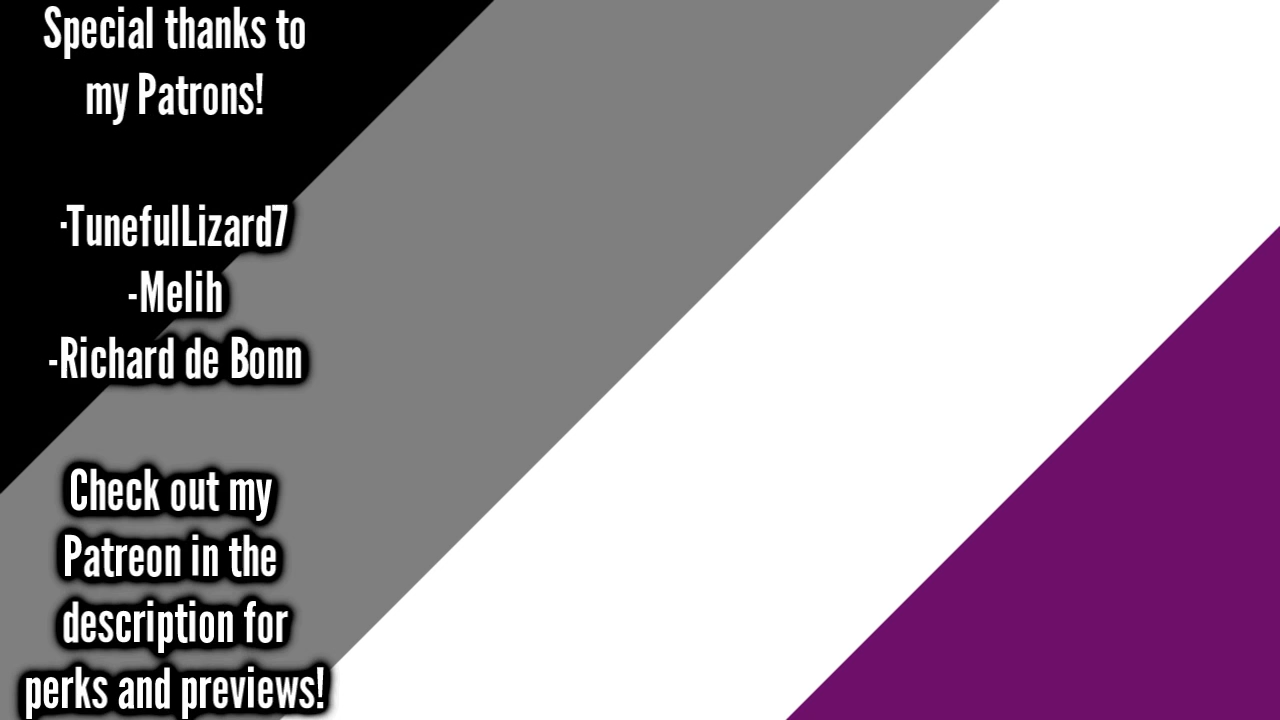 Special thanks to
my Patrons!
-TunefulLizard7
-Melih
-Richard de Bonn
Check out my
Patreon in the
description for
perks and previews!